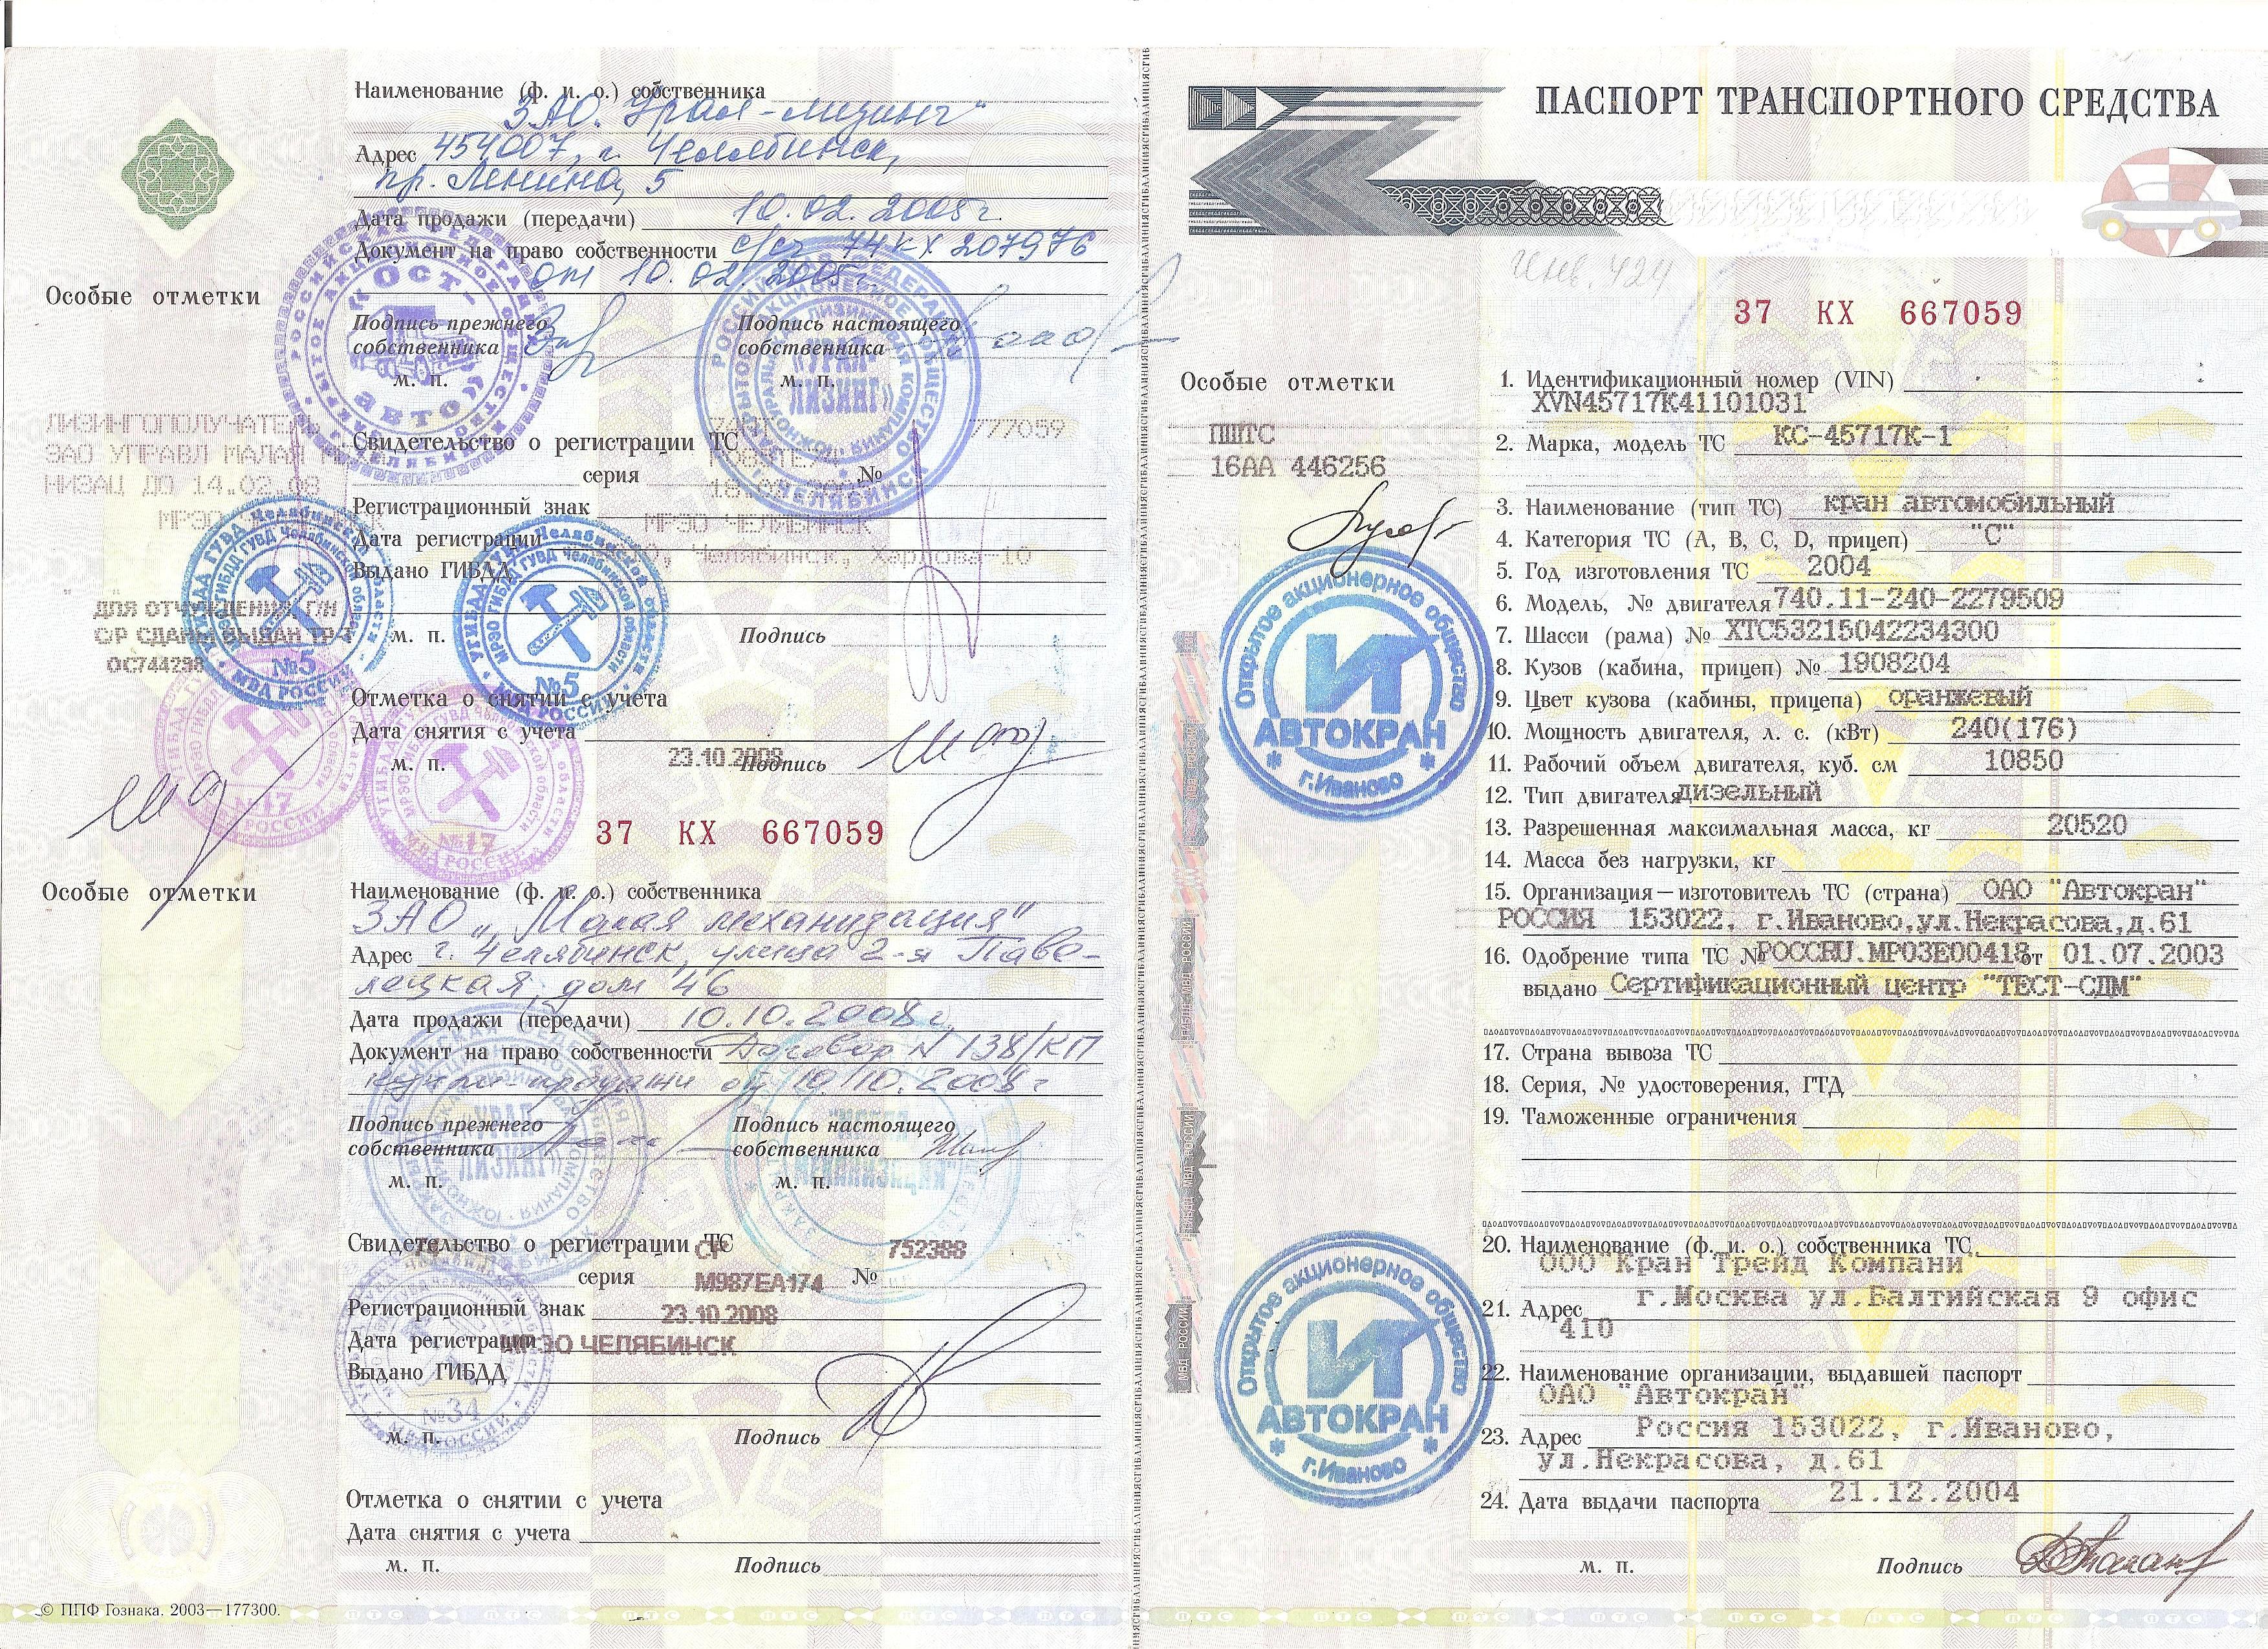 Наименование (ф. и. о.) собственника
ЗАО „Урал-лизинг"
Адрес 454007, г. Челябинск,
пр. Ленина, 5
Дата продажи (передачи) 10.02.2005г.
Документ на право собственности с/сч 74 КХ 207976
от 10.02.2005г.
Особые отметки
Подпись прежнего
собственника
Подпись настоящего
собственника
м. п.
м. п.
ЛИЗИНГОПОЛУЧАТЕЛЬ
ЗАО УПРАВЛ МАЛАЯ
НИЗАЦ ДО 14.02.08
МРЭО
Свидетельство о регистрации ТС
777059
серия №
Регистрационный знак
МРЭО ЧЕЛЯБИНСК
Дата регистрации
Челябинск, Харлова-10
Выдано ГИБДД
ДЛЯ ОТЧУЖДЕНИЯ Г/Н
С/Р СДАНЫ ВЫДАН ТР-Т
ОС744298
м. п. Подпись
Отметка о снятии с учета
Дата снятия с учета
23.10.2008
м. п. Подпись
37 КХ 667059
Особые отметки
Наименование (ф. и. о.) собственника
ЗАО „Малая механизация"
Адрес г. Челябинск, улица 2-я Паве-
лецкая, дом 46
Дата продажи (передачи) 10.10.2008г.
Документ на право собственности Договор N 138/КП
купли-продажи от 10.10.2008г
Подпись прежнего
собственника
Подпись настоящего
собственника
м. п.
м. п.
Свидетельство о регистрации ТС
74 СР 752388
серия №
М987ЕА174
Регистрационный знак
23.10.2008
Дата регистрации
МРЭО ЧЕЛЯБИНСК
Выдано ГИБДД
м. п. Подпись
Отметка о снятии с учета
Дата снятия с учета
м. п. Подпись
© ППФ Гознака. 2003—177300.
ПАСПОРТ ТРАНСПОРТНОГО СРЕДСТВА
Инв. 424
37 КХ 667059
Особые отметки
ПШТС
16АА 446256
1. Идентификационный номер (VIN)
XVN45717K41101031
2. Марка, модель ТС КС-45717К-1
3. Наименование (тип ТС) кран автомобильный
4. Категория ТС (A, B, C, D, прицеп) "С"
5. Год изготовления ТС 2004
6. Модель, № двигателя 740.11-240-2279509
7. Шасси (рама) № XTC53215042234300
8. Кузов (кабина, прицеп) № 1908204
9. Цвет кузова (кабины, прицепа) оранжевый
10. Мощность двигателя, л. с. (кВт) 240(176)
11. Рабочий объем двигателя, куб. см 10850
12. Тип двигателя дизельный
13. Разрешенная максимальная масса, кг 20520
14. Масса без нагрузки, кг
15. Организация—изготовитель ТС (страна) ОАО "Автокран"
РОССИЯ 153022, г.Иваново,ул.Некрасова,д.61
16. Одобрение типа ТС № РОССRU.МР03Е00418 от 01.07.2003
выдано Сертификационный центр "ТЕСТ-СДМ"
17. Страна вывоза ТС
18. Серия, № удостоверения, ГТД
19. Таможенные ограничения
20. Наименование (ф. и. о.) собственника ТС
ООО"Кран Трейд Компани"
21. Адрес г.Москва ул.Балтийская 9 офис
410
22. Наименование организации, выдавшей паспорт
ОАО "Автокран"
23. Адрес Россия 153022, г.Иваново,
ул.Некрасова, д.61
24. Дата выдачи паспорта 21.12.2004
м. п. Подпись
Открытое акционерное общество
АВТОКРАН
г.Иваново
Открытое акционерное общество
АВТОКРАН
г.Иваново